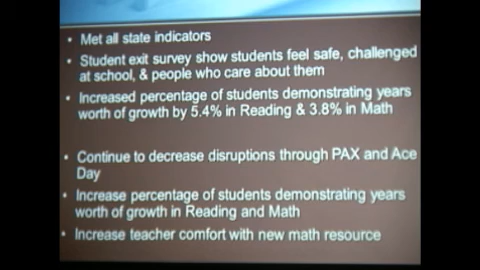 • Met all state indicators
• Student exit survey show students feel safe, challenged
at school, & people who care about them
• Increased percentage of students demonstrating years
worth of growth by 5.4% in Reading & 3.8% in Math
• Continue to decrease disruptions through PAX and Ace
Day
• Increase percentage of students demonstrating years
worth of growth in Reading and Math
• Increase teacher comfort with new math resource